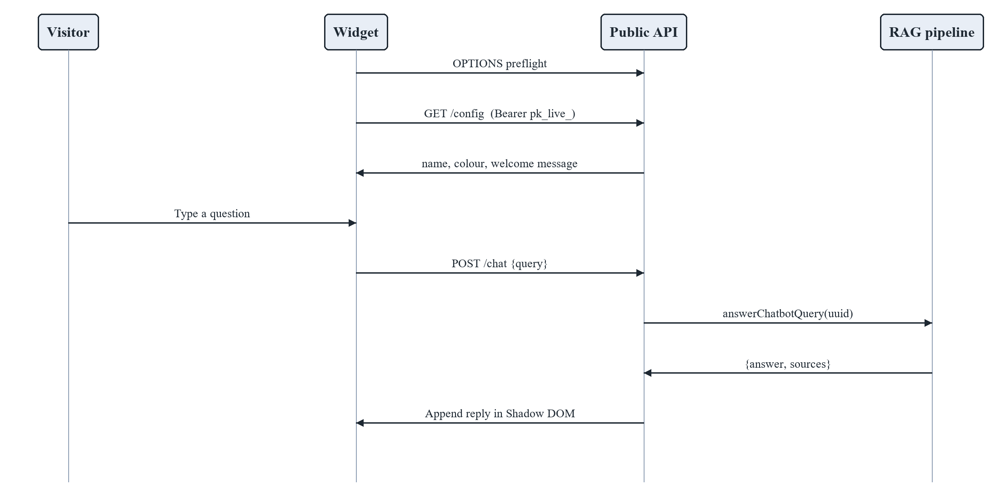 Visitor
Widget
Public API
RAG pipeline
OPTIONS preflight
GET /config  (Bearer pk_live_)
name, colour, welcome message
Type a question
POST /chat {query}
answerChatbotQuery(uuid)
{answer, sources}
Append reply in Shadow DOM